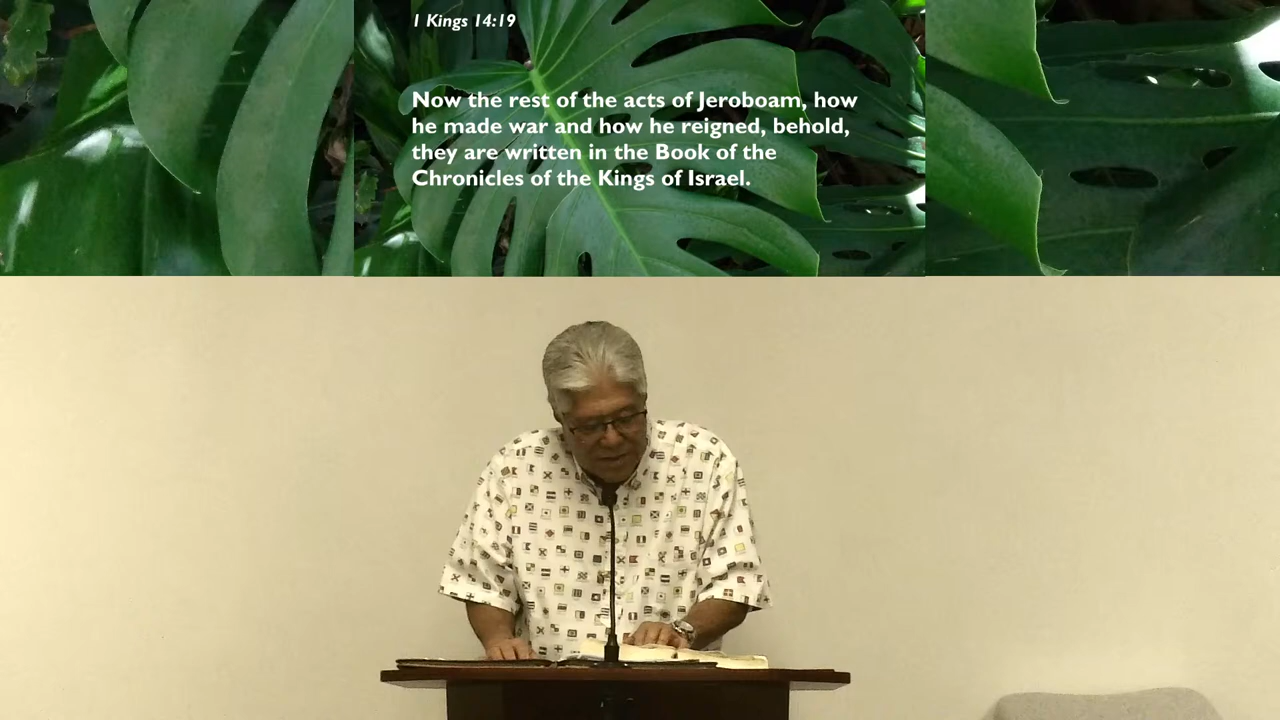 1 Kings 14:19
Now the rest of the acts of Jeroboam, how
he made war and how he reigned, behold,
they are written in the Book of the
Chronicles of the Kings of Israel.